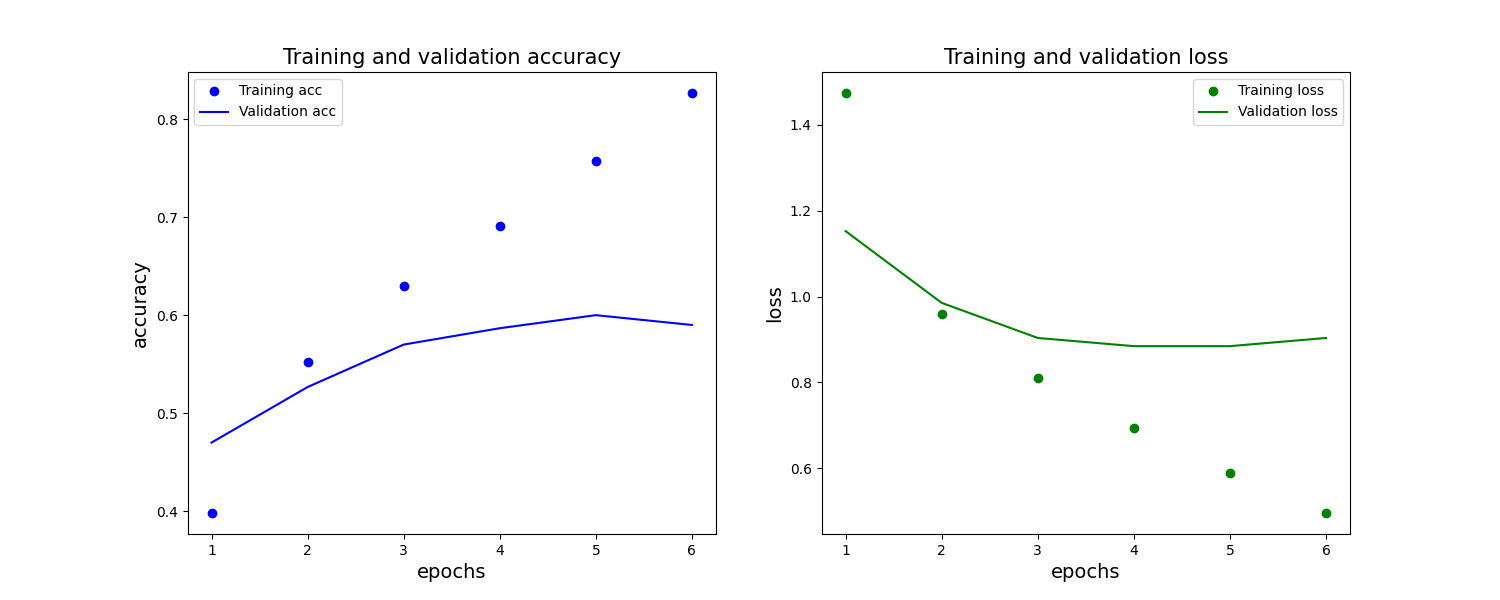 Training and validation accuracy
Training acc
Validation acc
0.8
0.7
0.6
0.5
0.4
accuracy
1 2 3 4 5 6
epochs
Training and validation loss
Training loss
Validation loss
1.4
1.2
1.0
0.8
0.6
loss
1 2 3 4 5 6
epochs